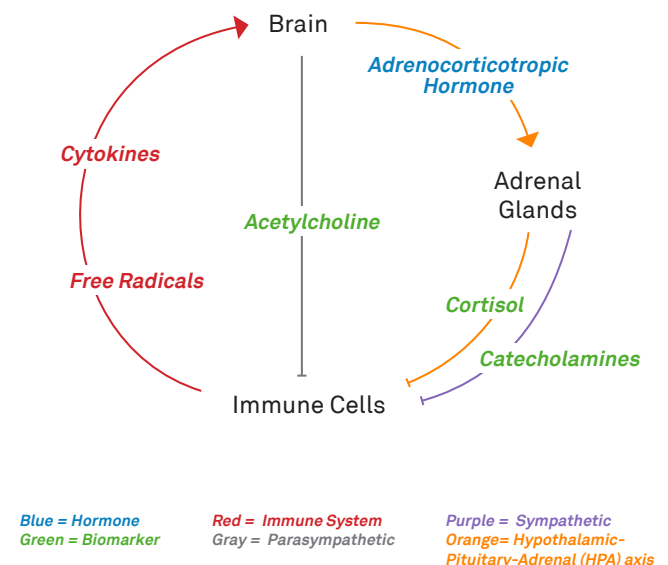 Brain
Adrenocorticotropic
Hormone
Cytokines
Adrenal
Glands
Acetylcholine
Free Radicals
Cortisol
Catecholamines
Immune Cells
Blue = Hormone
Red = Immune System
Purple = Sympathetic
Green = Biomarker
Gray = Parasympathetic
Orange= Hypothalamic-
Pituitary-Adrenal (HPA) axis